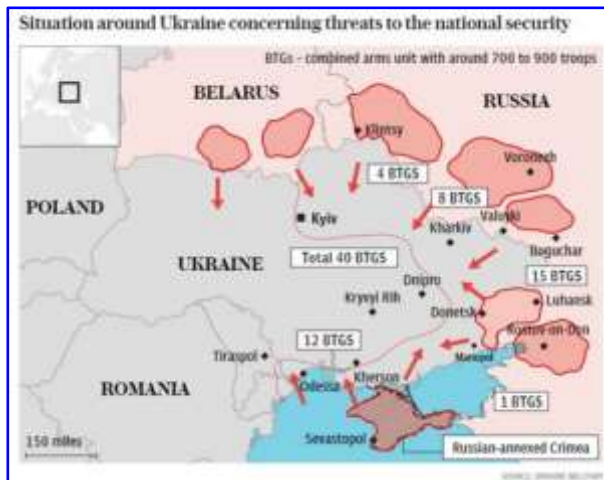 Situation around Ukraine concerning threats to the national security
BTGs - combined arms unit with around 700 to 900 troops
BELARUS
RUSSIA
Klintsy
Voronezh
4 BTGS
8 BTGS
POLAND
Kyiv
Valuiki
Kharkiv
Boguchar
UKRAINE
Total 40 BTGS
15 BTGS
Dnipro
Kryvyi Rih
Luhansk
Donetsk
Rostov-on-Don
12 BTGS
Mariupol
Tiraspol
Kherson
Odessa
ROMANIA
1 BTGS
150 miles
Sevastopol
Russian-annexed Crimea